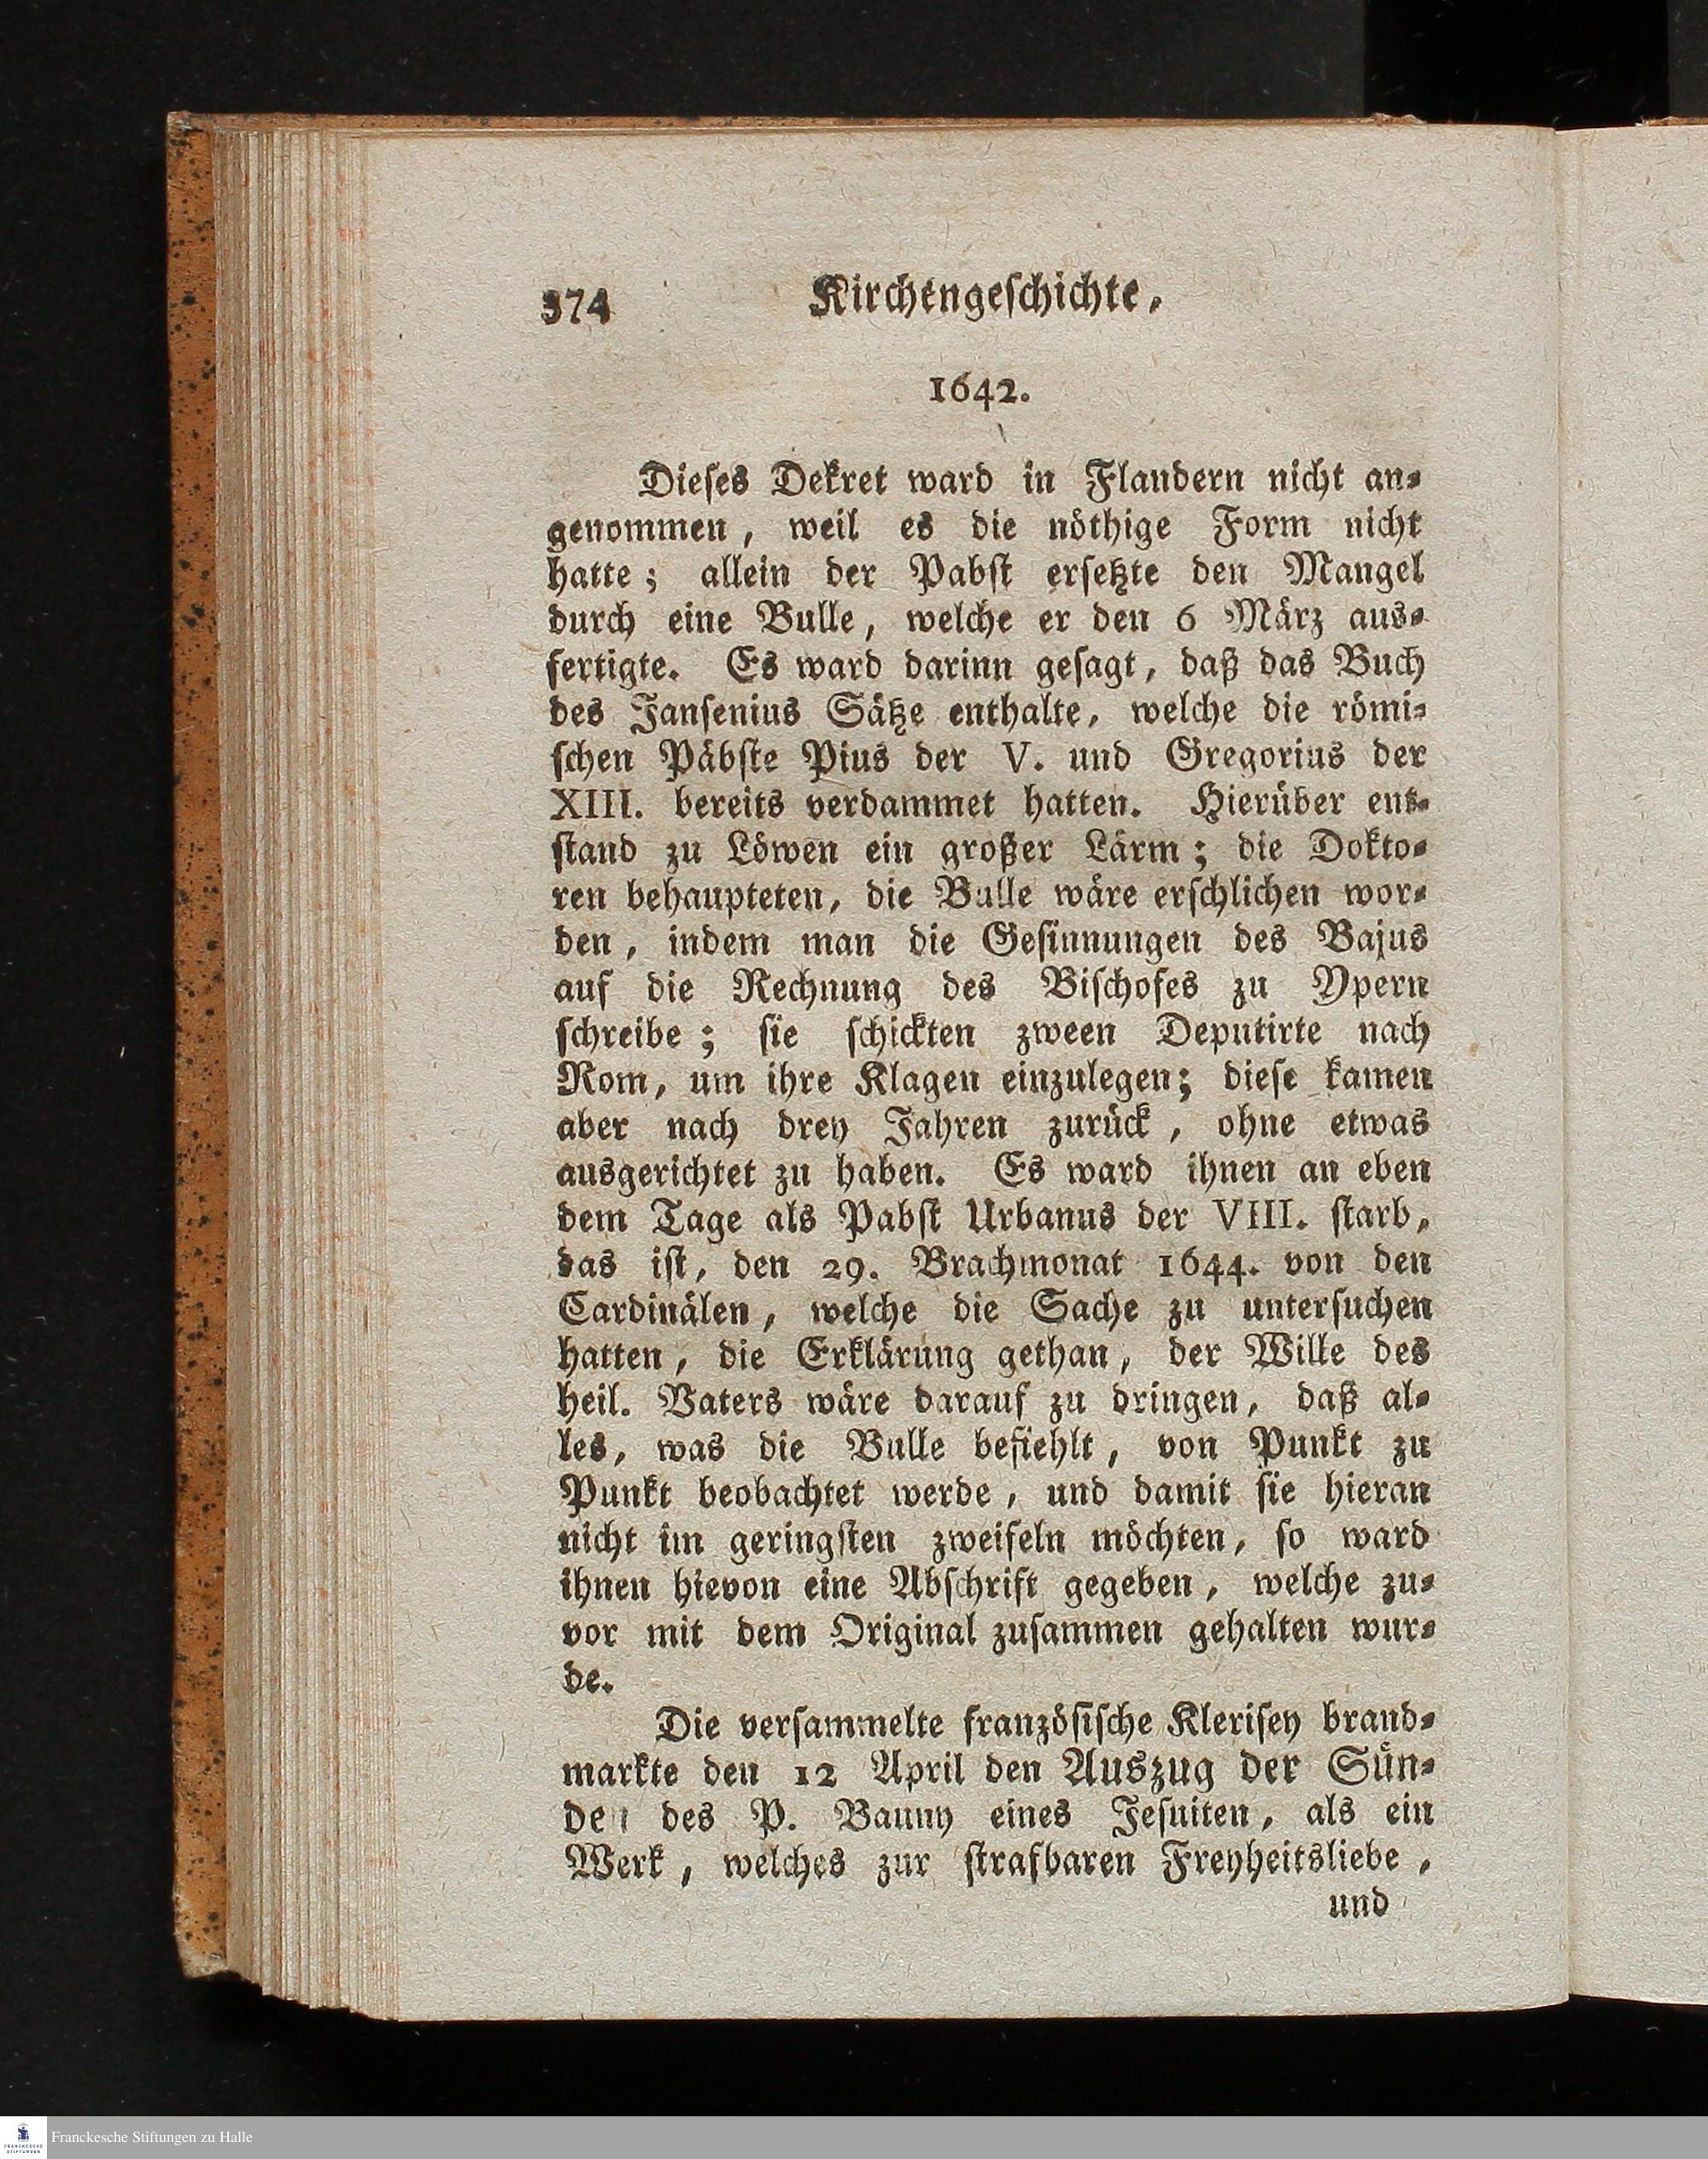 374 Kirchengeschichte,
1642.
Dieses Dekret ward in Flandern nicht an-
genommen, weil es die nöthige Form nicht
hatte; allein der Pabst ersetzte den Mangel
durch eine Bulle, welche er den 6 März aus-
fertigte. Es ward darinn gesagt, daß das Buch
des Jansenius Sätze enthalte, welche die römi-
schen Päbste Pius der V. und Gregorius der
XIII. bereits verdammet hatten. Hierüber ent-
stand zu Löwen ein großer Lärm; die Dokto-
ren behaupteten, die Bulle wäre erschlichen wor-
den, indem man die Gesinnungen des Bajus
auf die Rechnung des Bischofes zu Ypern
schreibe; sie schickten zween Deputirte nach
Rom, um ihre Klagen einzulegen; diese kamen
aber nach drey Jahren zurück, ohne etwas
ausgerichtet zu haben. Es ward ihnen an eben
dem Tage als Pabst Urbanus der VIII. starb,
das ist, den 29. Brachmonat 1644. von den
Cardinälen, welche die Sache zu untersuchen
hatten, die Erklärung gethan, der Wille des
heil. Vaters wäre darauf zu dringen, daß al-
les, was die Bulle befiehlt, von Punkt zu
Punkt beobachtet werde, und damit sie hieran
nicht im geringsten zweifeln möchten, so ward
ihnen hievon eine Abschrift gegeben, welche zu-
vor mit dem Original zusammen gehalten wur-
de.
Die versammelte französische Klerisey brand-
markte den 12 April den Auszug der Sün-
den des P. Bauny eines Jesuiten, als ein
Werk, welches zur strafbaren Freyheitsliebe,
und
FRANCKESCHE
STIFTUNGEN
Franckesche Stiftungen zu Halle